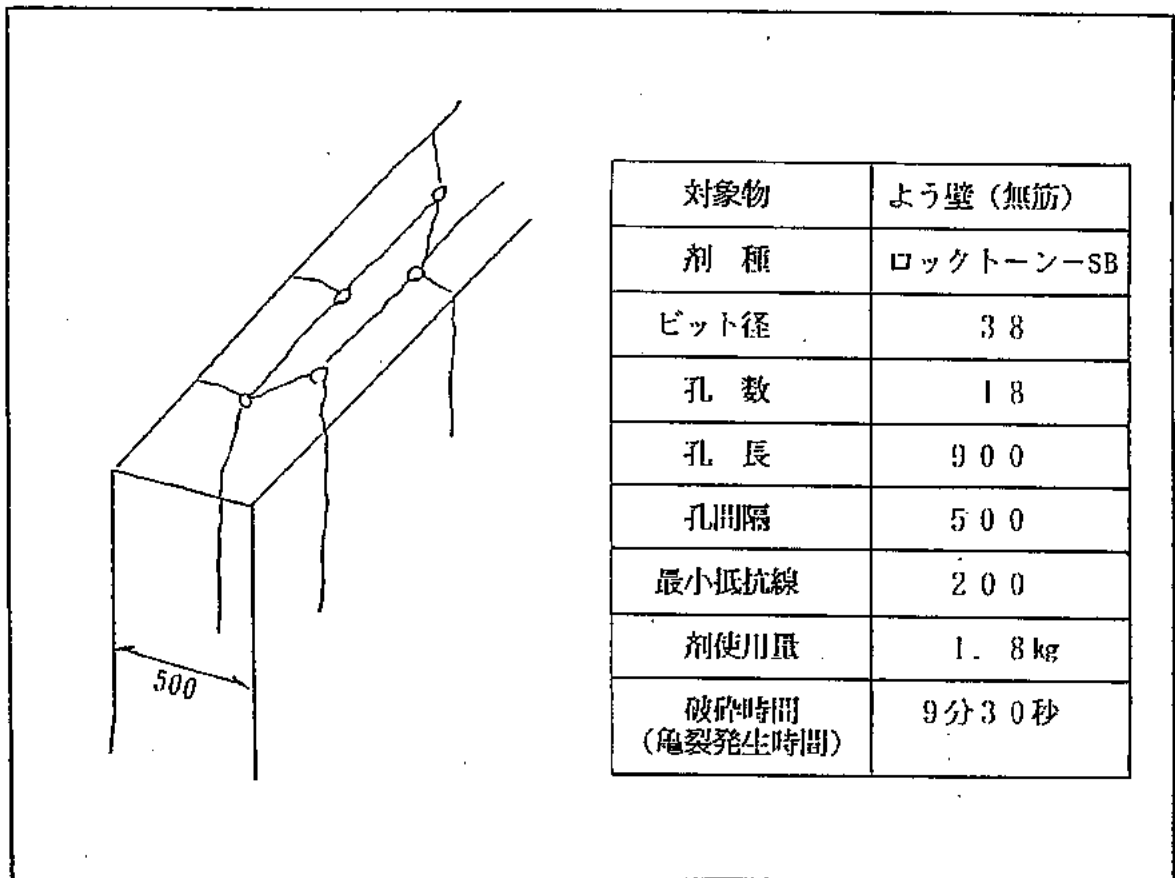 500
対象物 よう壁（無筋）
剤 種 ロックトーンーSB
ビット径 38
孔 数 18
孔 長 900
孔間隔 500
最小抵抗線 200
剤使用量 1. 8kg
破砕時間 9分30秒
（亀裂発生時間）